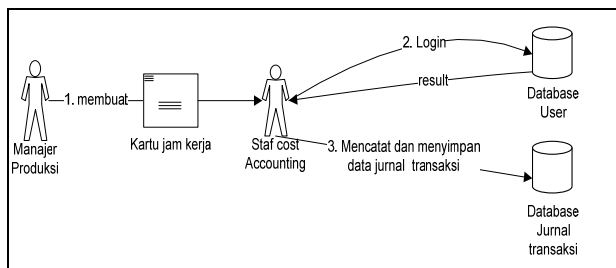 1. membuat
Manajer
Produksi
Kartu jam kerja
Staf cost
Accounting
2. Login
result
Database
User
3. Mencatat dan menyimpan
data jurnal transaksi
Database
Jurnal
transaksi